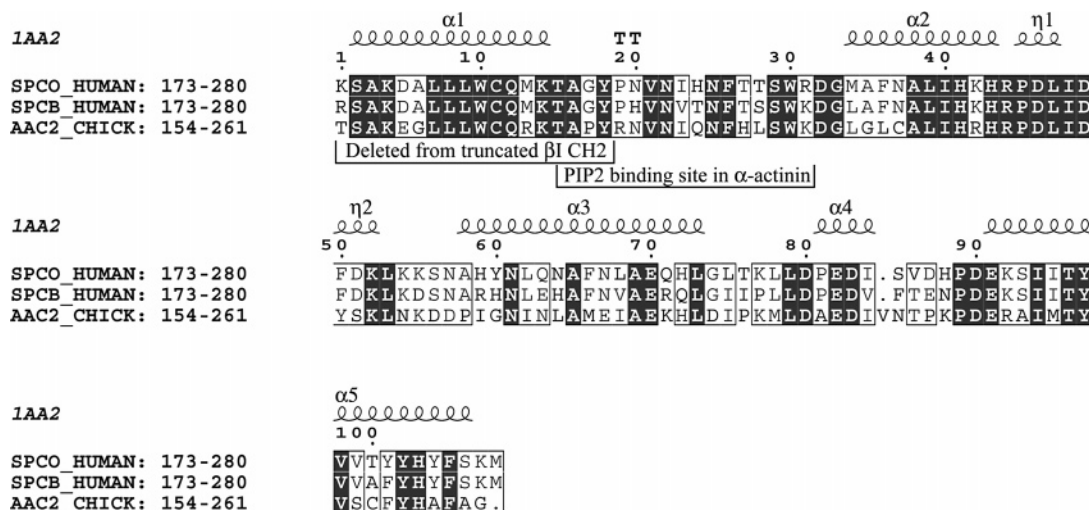 α1 α2 η1
1AA2 TT
1 10 20 30 40
SPCO_HUMAN: 173-280 KSAKDALLLWCQMKTAGYPNVNIHNFTTSWRDGMAFNALIHKHRPDLID
SPCB_HUMAN: 173-280 RSAKDALLLWCQMKTAGYPHVNVTNFTSSWKDGLAFNALIHKHRPDLID
AAC2_CHICK: 154-261 TSAKEGLLLWCQRKTAPYRNVNIQNFHLSWKDGLGLCALIHRHRPDLID
Deleted from truncated βI CH2
PIP2 binding site in α-actinin
η2 α3 α4
1AA2
50 60 70 80 90
SPCO_HUMAN: 173-280 FDKLKKSNAHYNLQNAFNLAEQHLGLTKLLDPEDI.SVDHPDEKSIITY
SPCB_HUMAN: 173-280 FDKLKDSNARHNLEHAFNVAERQLGIIPLLDPEDV.FTENPDEKSIITY
AAC2_CHICK: 154-261 YSKLNKDDPIGNINLAMEIAEKHLDIPKMLDAEDIVNTPKPDERAIMTY
α5
1AA2
100
SPCO_HUMAN: 173-280 VVTYYHYFSKM
SPCB_HUMAN: 173-280 VVAFYHYFSKM
AAC2_CHICK: 154-261 VSCFYHAFAG.